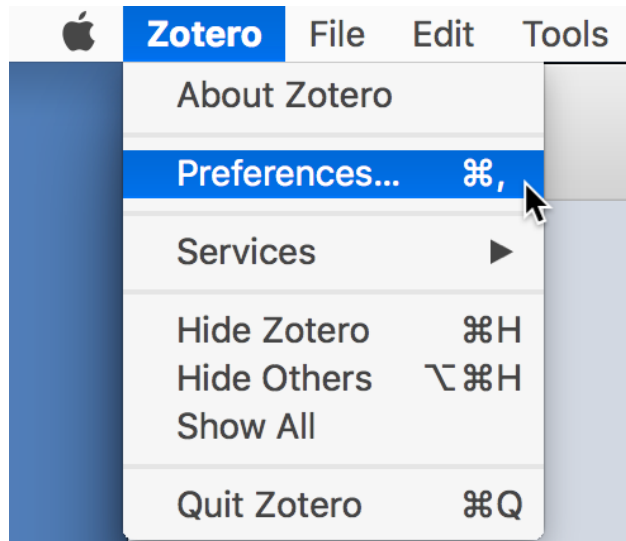 Zotero File Edit Tools
About Zotero
Preferences... ⌘,
Services ▶
Hide Zotero ⌘H
Hide Others ⌥⌘H
Show All
Quit Zotero ⌘Q